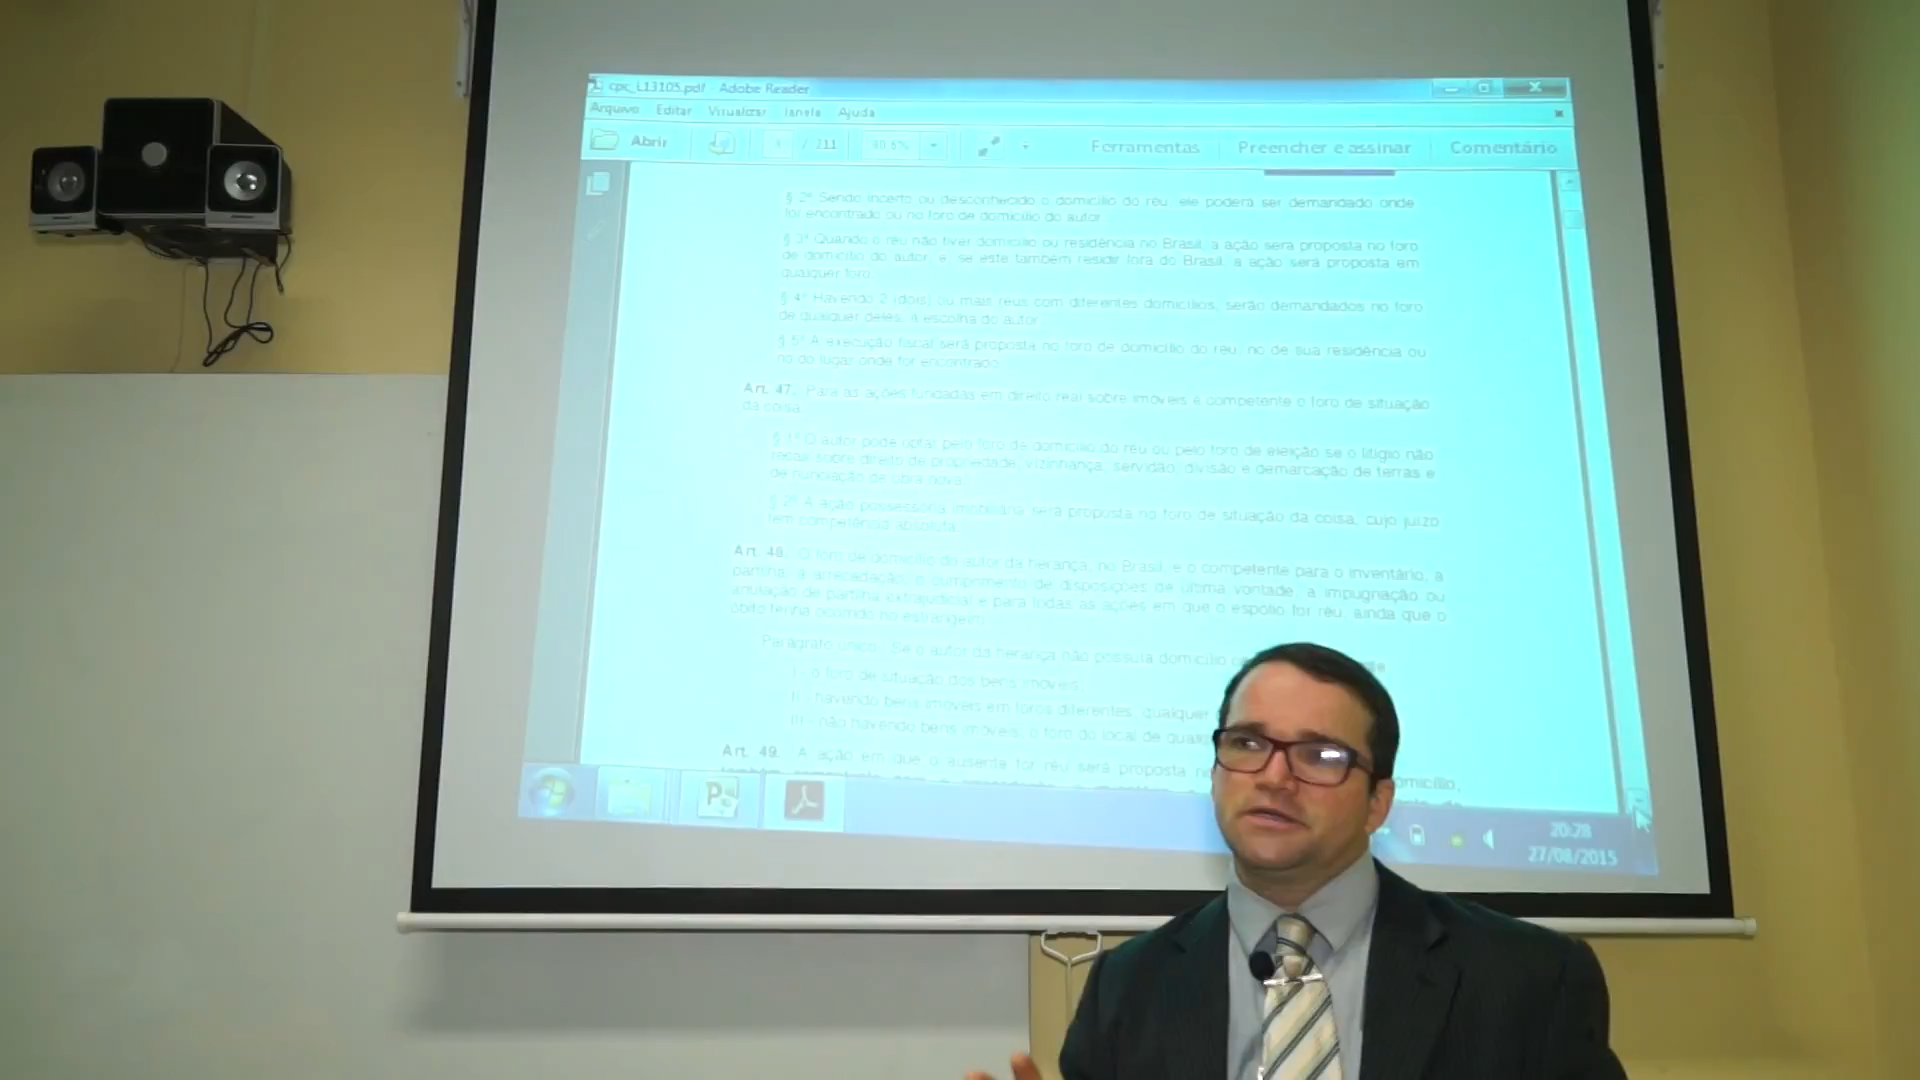 cpc_L13105.pdf - Adobe Reader
Arquivo Editar Visualizar Janela Ajuda
Abrir / 211 90,6% Ferramentas Preencher e assinar Comentário
§ 2º Sendo incerto ou desconhecido o domicílio do réu, ele poderá ser demandado onde
for encontrado ou no foro de domicílio do autor.
§ 3º Quando o réu não tiver domicílio ou residência no Brasil, a ação será proposta no foro
de domicílio do autor, e, se este também residir fora do Brasil, a ação será proposta em
qualquer foro.
§ 4º Havendo 2 (dois) ou mais réus com diferentes domicílios, serão demandados no foro
de qualquer deles, à escolha do autor.
§ 5º A execução fiscal será proposta no foro de domicílio do réu, no de sua residência ou
no do lugar onde for encontrado.
Art. 47. Para as ações fundadas em direito real sobre imóveis é competente o foro de situação
da coisa.
§ 1º O autor pode optar pelo foro de domicílio do réu ou pelo foro de eleição se o litígio não
recair sobre direito de propriedade, vizinhança, servidão, divisão e demarcação de terras e
de nunciação de obra nova.
§ 2º A ação possessória imobiliária será proposta no foro de situação da coisa, cujo juízo
tem competência absoluta.
Art. 48. O foro de domicílio do autor da herança, no Brasil, é o competente para o inventário, a
partilha, a arrecadação, o cumprimento de disposições de última vontade, a impugnação ou
anulação de partilha extrajudicial e para todas as ações em que o espólio for réu, ainda que o
óbito tenha ocorrido no estrangeiro.
Parágrafo único. Se o autor da herança não possuía domicílio
I - o foro de situação dos bens imóveis;
II - havendo bens imóveis em foros diferentes, qualquer
III - não havendo bens imóveis, o foro do local de
Art. 49. A ação em que o ausente for réu será proposta domicílio,
20:28
27/08/2015